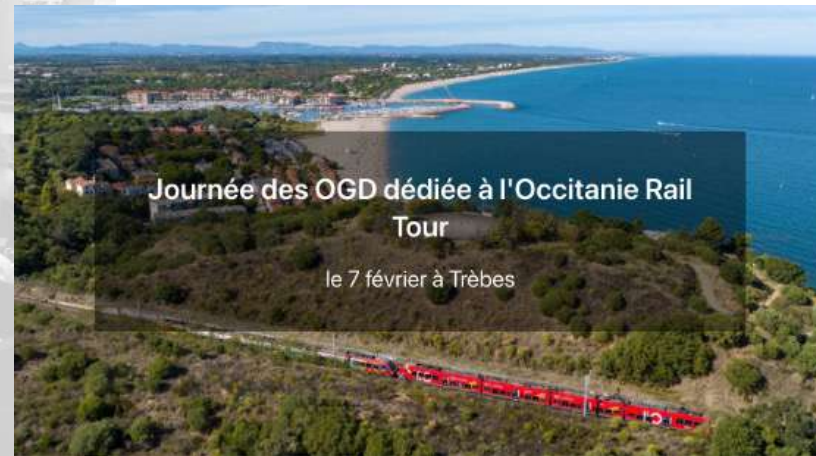 Journée des OGD dédiée à l'Occitanie Rail
Tour
le 7 février à Trèbes